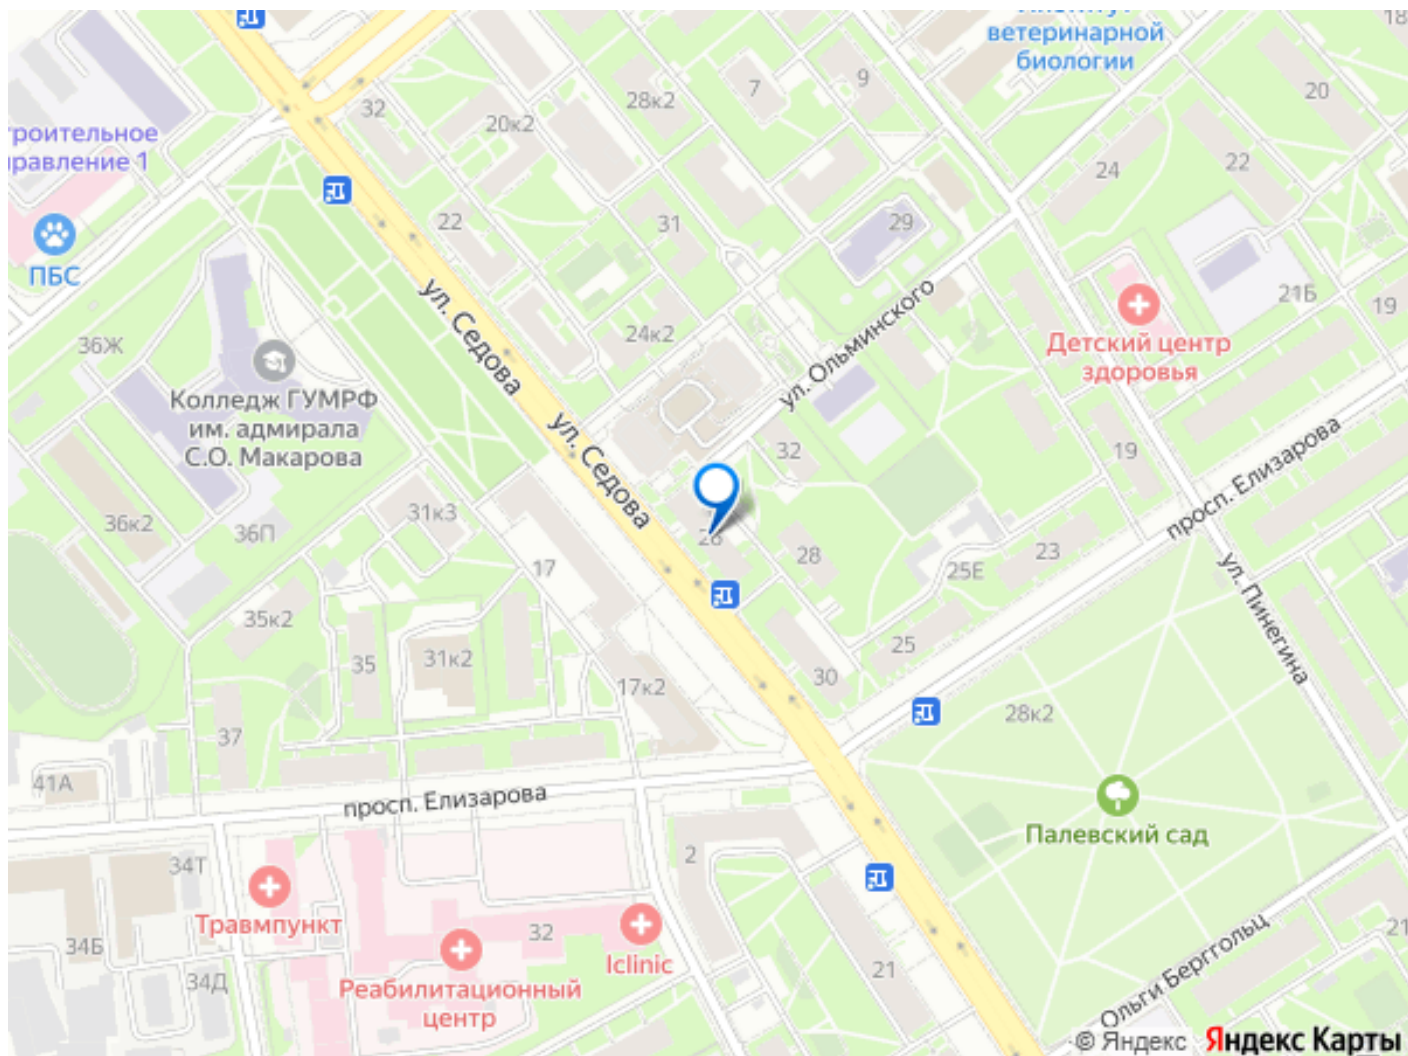 ветеринарной
биологии
18
32
20к2
28к2
7
9
20
троительное
правление 1
24
22
22
31
29
ПБС
ул. Седова
24к2
ул. Ольминского
21Б
19
Детский центр
здоровья
36Ж
Колледж ГУМРФ
им. адмирала
С.О. Макарова
ул. Седова
32
19
просп. Елизарова
36к2
36П
31к3
17
26
28
25Е
23
ул. Пинегина
35к2
35
31к2
25
30
17к2
28к2
37
41А
просп. Елизарова
Палевский сад
34Т
2
Травмпункт
34Б
32
Iclinic
34Д
Реабилитационный
центр
21
21
Ольги Берггольц
© Яндекс Яндекс Карты